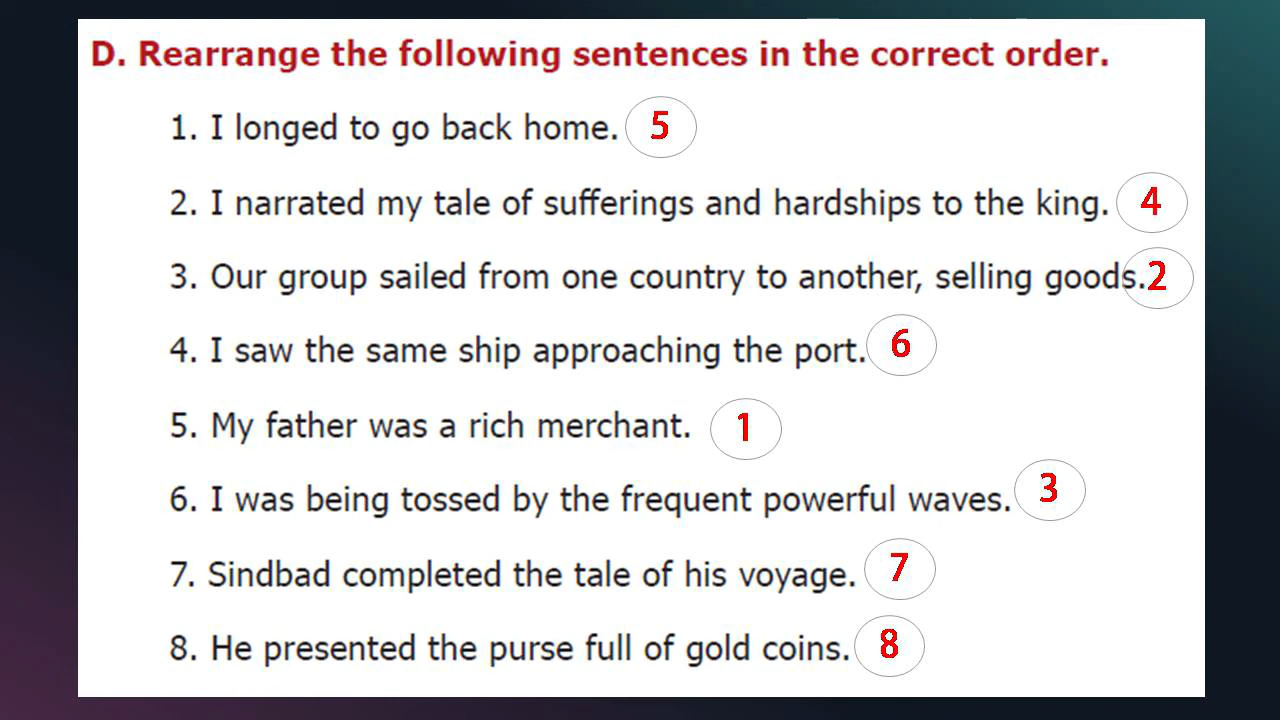 D. Rearrange the following sentences in the correct order.
1. I longed to go back home. 5
2. I narrated my tale of sufferings and hardships to the king. 4
3. Our group sailed from one country to another, selling goods. 2
4. I saw the same ship approaching the port. 6
5. My father was a rich merchant. 1
6. I was being tossed by the frequent powerful waves. 3
7. Sindbad completed the tale of his voyage. 7
8. He presented the purse full of gold coins. 8